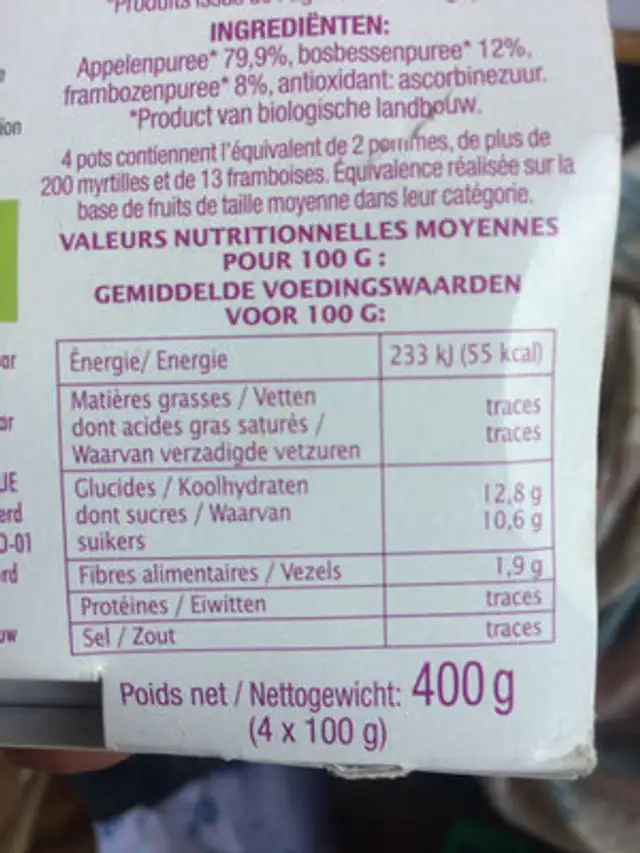 INGREDIËNTEN:
Appelenpuree* 79,9%, bosbessenpuree* 12%,
frambozenpuree* 8%, antioxidant: ascorbinezuur.
*Product van biologische landbouw.
ion
4 pots contiennent l'équivalent de 2 pommes, de plus de
200 myrtilles et de 13 framboises. Équivalence réalisée sur la
base de fruits de taille moyenne dans leur catégorie.
VALEURS NUTRITIONNELLES MOYENNES
POUR 100 G :
GEMIDDELDE VOEDINGSWAARDEN
VOOR 100 G:
Énergie/ Energie 233 kJ (55 kcal)
Matières grasses / Vetten traces
dont acides gras saturés / traces
Waarvan verzadigde vetzuren
Glucides / Koolhydraten 12,8 g
dont sucres / Waarvan 10,6 g
suikers
Fibres alimentaires / Vezels 1,9 g
Protéines / Eiwitten traces
Sel / Zout traces
Poids net / Nettogewicht: 400 g
(4 x 100 g)